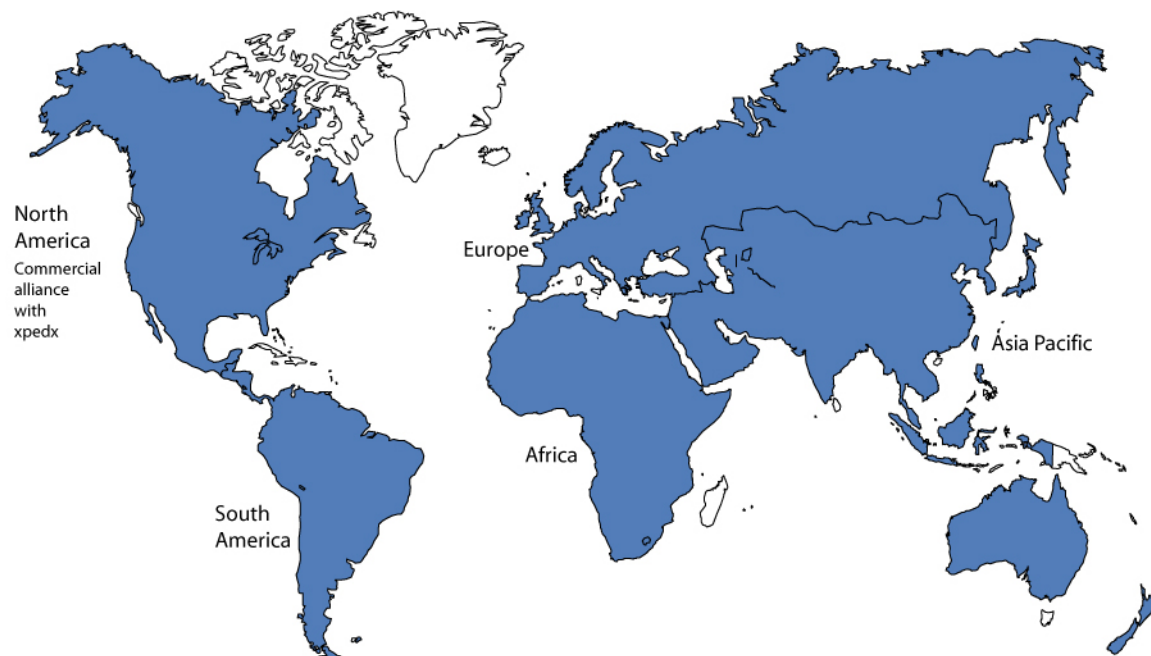 North
America
Commercial
alliance
with
xpedx
Europe
Asia Pacific
Africa
South
America